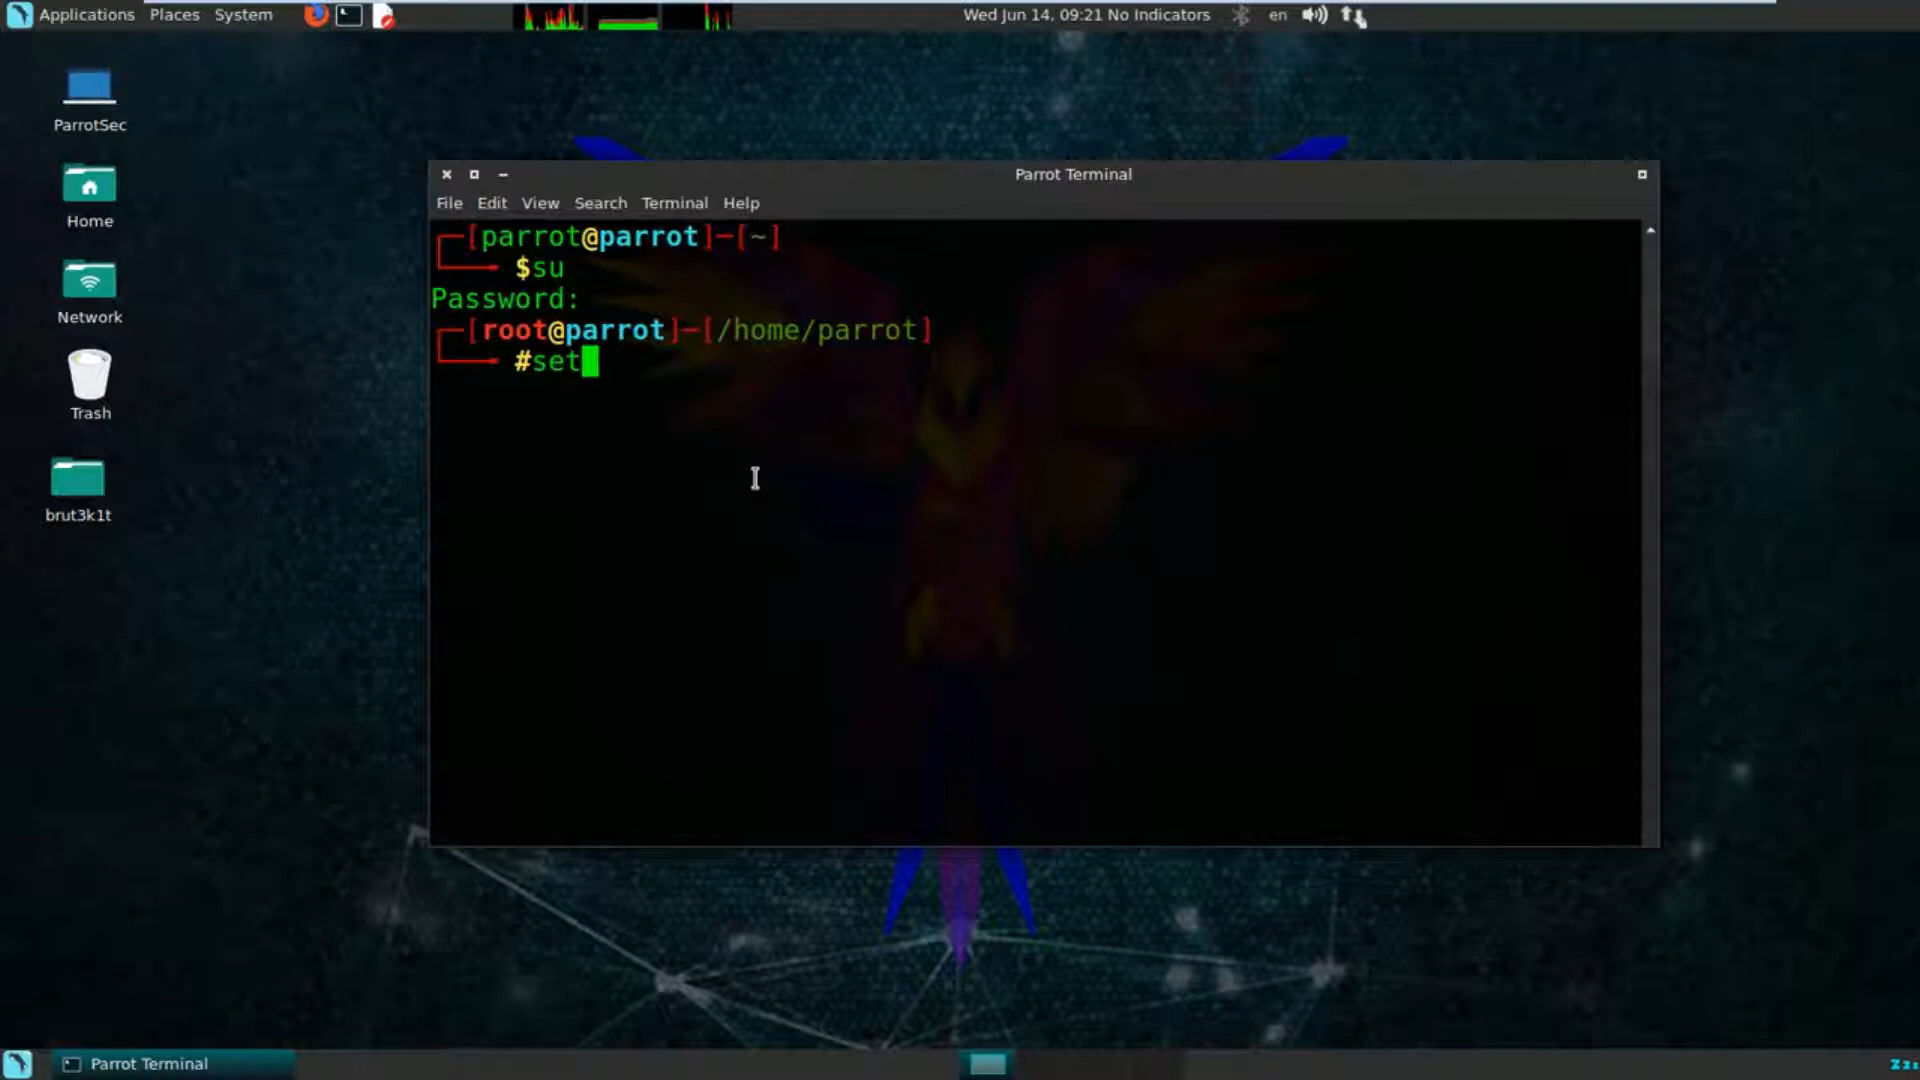 Applications Places System
Wed Jun 14, 09:21 No Indicators en
ParrotSec
Home
Network
Trash
brut3k1t
Parrot Terminal
File Edit View Search Terminal Help
┌─[parrot@parrot]─[~]
└──╼ $su
Password:
┌─[root@parrot]─[/home/parrot]
└──╼ #set
Parrot Terminal